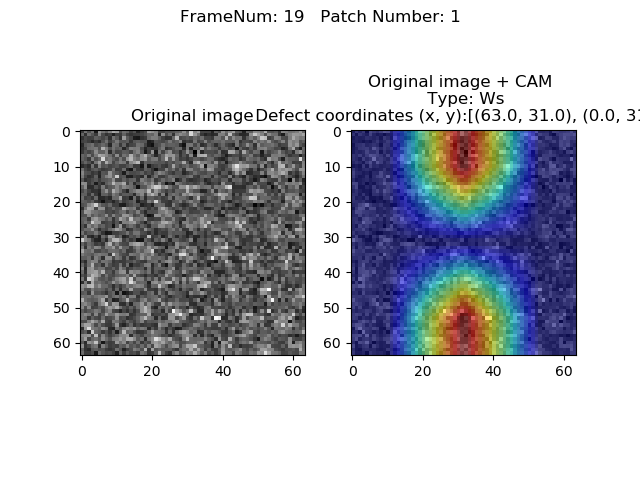 FrameNum: 19   Patch Number: 1
Original image + CAM
Type: Ws
Original image
Defect coordinates (x, y):[(63.0, 31.0), (0.0, 31
0
10
20
30
40
50
60
0 20 40 60
0
10
20
30
40
50
60
0 20 40 60